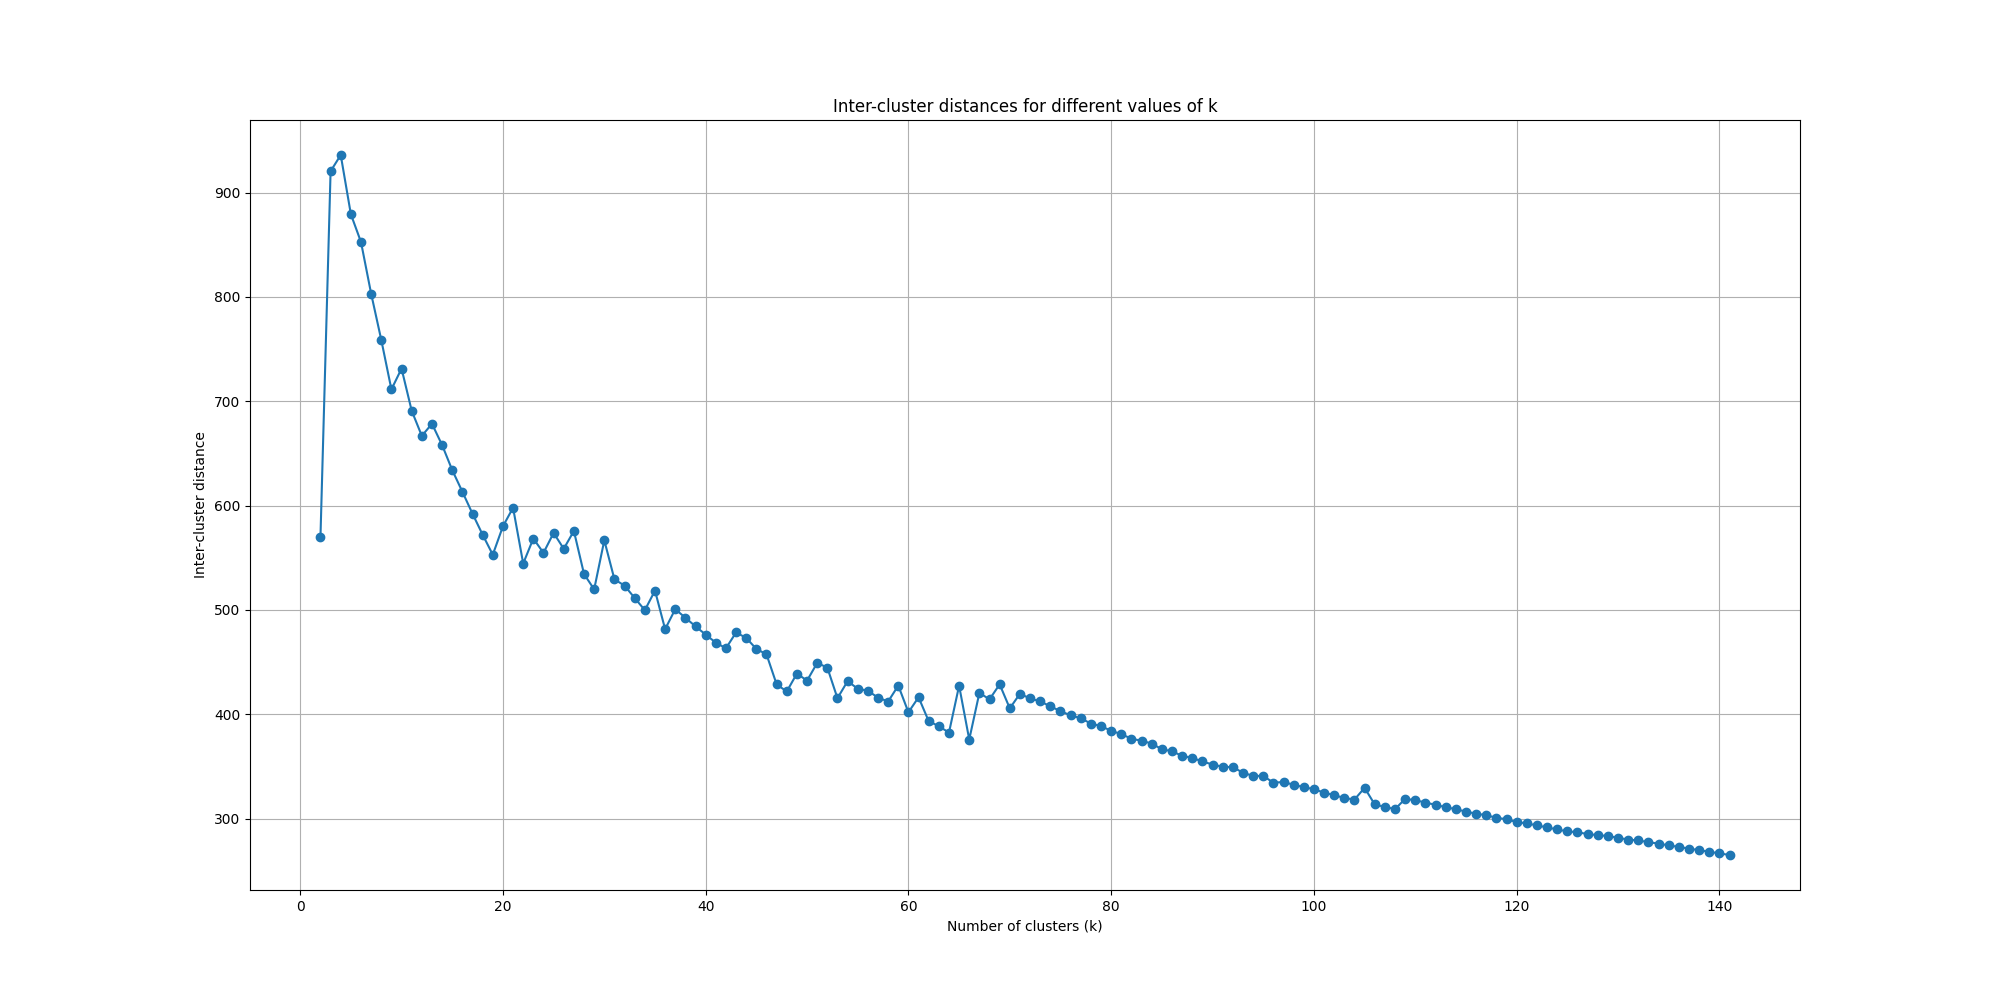 Inter-cluster distances for different values of k
900
800
700
600
500
400
300
Inter-cluster distance
0 20 40 60 80 100 120 140
Number of clusters (k)